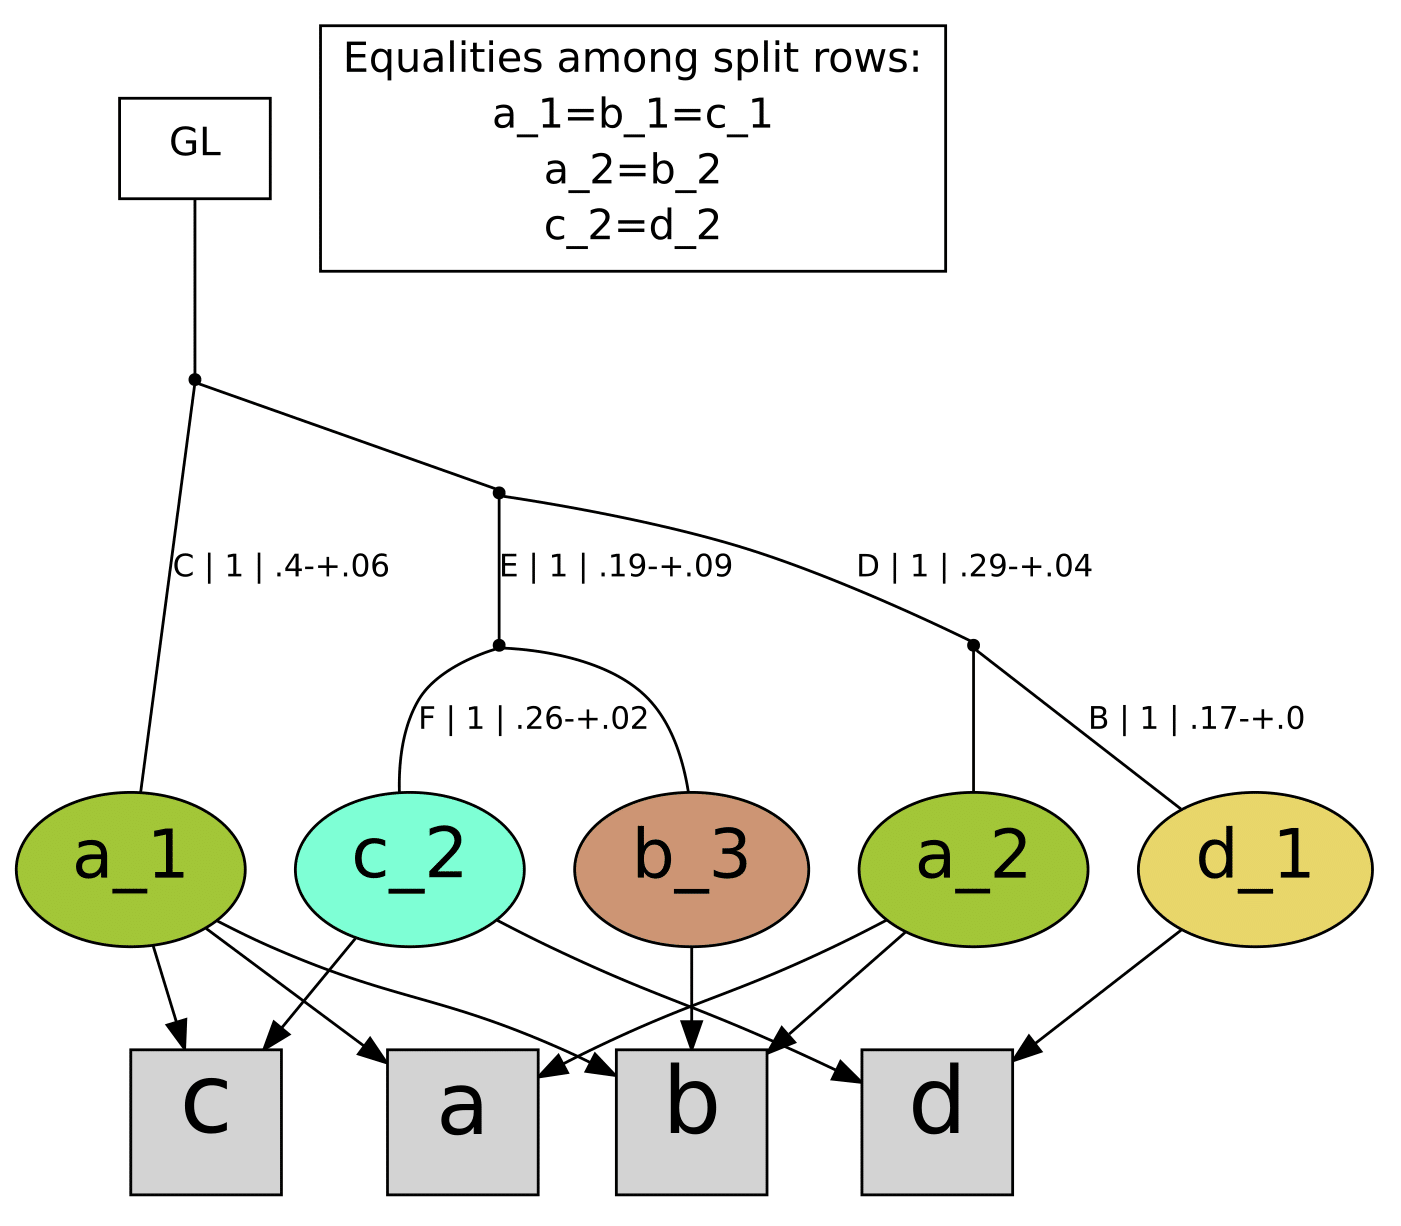 Equalities among split rows:
a_1=b_1=c_1
a_2=b_2
c_2=d_2
GL
C | 1 | .4-+.06
E | 1 | .19-+.09
D | 1 | .29-+.04
F | 1 | .26-+.02
B | 1 | .17-+.0
a_1
c_2
b_3
a_2
d_1
c
a
b
d